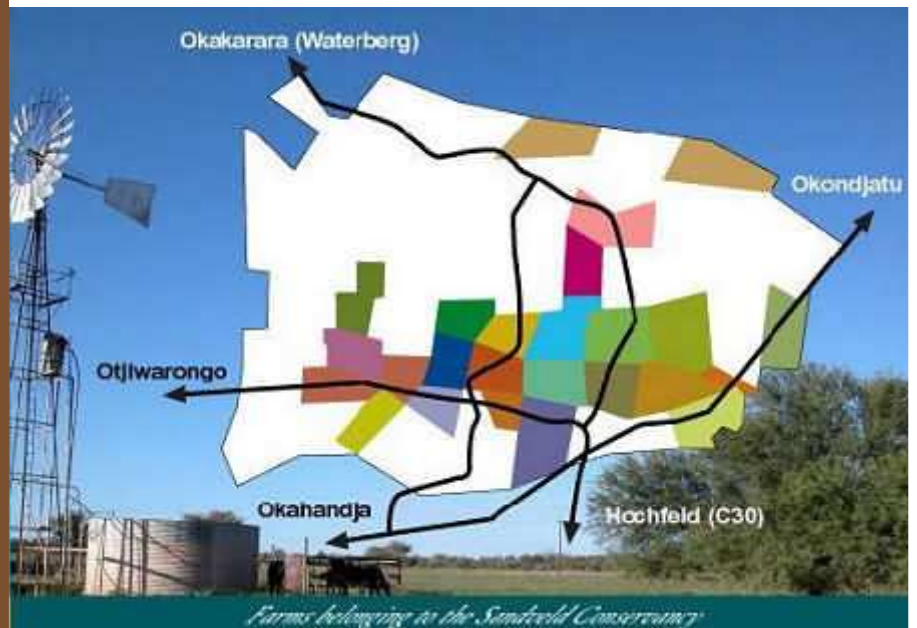 Okakarara (Waterberg)
Okondjatu
Otjiwarongo
Okahandja
Hochfeld (C30)
Farms belonging to the Sandveld Conservancy